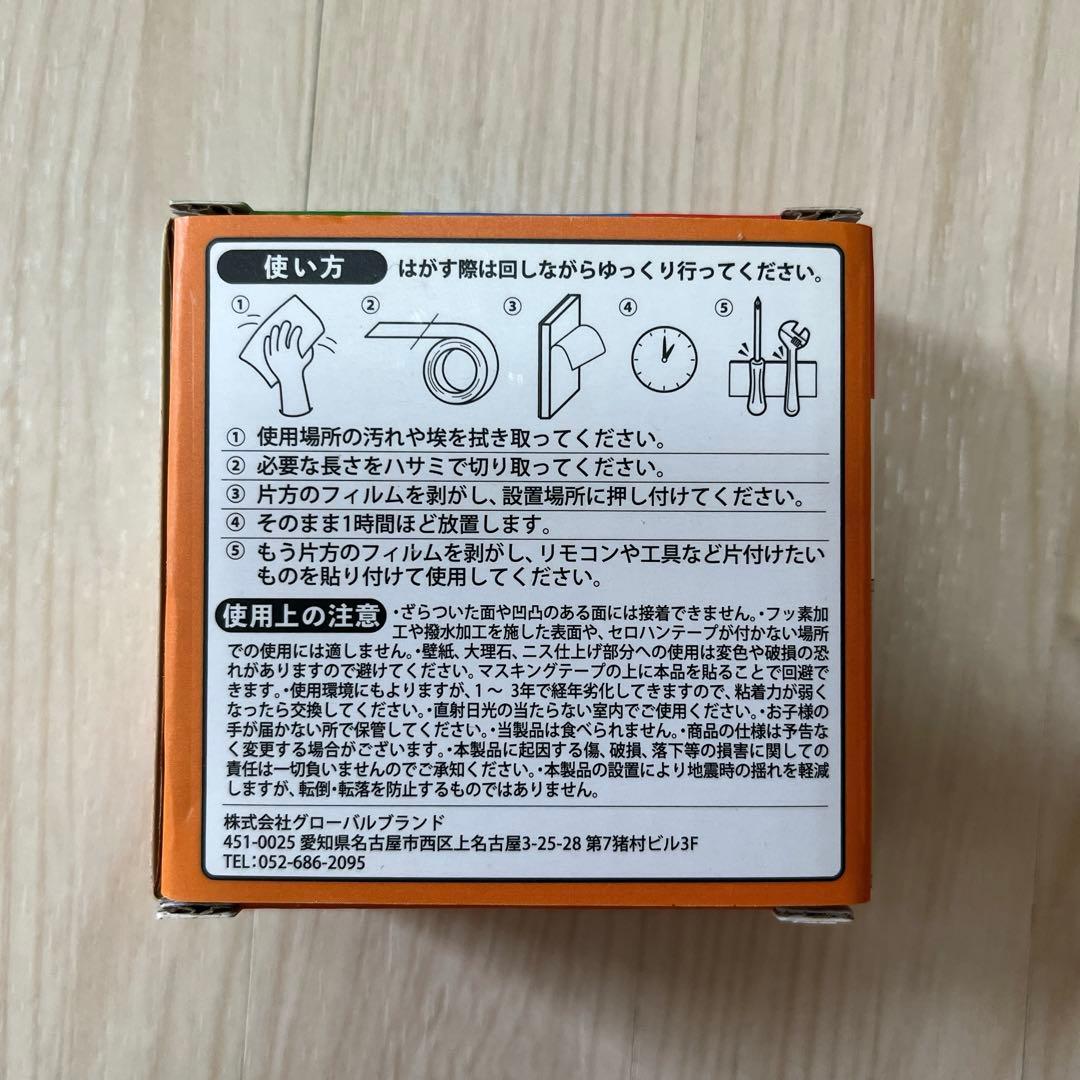 使い方 はがす際は回しながらゆっくり行ってください。
① ② ③ ④ ⑤
① 使用場所の汚れや埃を拭き取ってください。
② 必要な長さをハサミで切り取ってください。
③ 片方のフィルムを剥がし、設置場所に押し付けてください。
④ そのまま1時間ほど放置します。
⑤ もう片方のフィルムを剥がし、リモコンや工具など片付けたい
ものを貼り付けて使用してください。
使用上の注意 ・ざらついた面や凹凸のある面には接着できません。・フッ素加
工や撥水加工を施した表面や、セロハンテープが付かない場所
での使用には適しません。・壁紙、大理石、ニス仕上げ部分への使用は変色や破損の恐
れがありますので避けてください。マスキングテープの上に本品を貼ることで回避で
きます。・使用環境にもよりますが、1～ 3年で経年劣化してきますので、粘着力が弱く
なったら交換してください。・直射日光の当たらない室内でご使用ください。・お子様の
手が届かない所で保管してください。・当製品は食べられません。・商品の仕様は予告な
く変更する場合がございます。・本製品に起因する傷、破損、落下等の損害に関しての
責任は一切負いませんのでご承知ください。・本製品の設置により地震時の揺れを軽減
しますが、転倒・転落を防止するものではありません。
株式会社グローバルブランド
451-0025 愛知県名古屋市西区上名古屋3-25-28 第7猪村ビル3F
TEL：052-686-2095